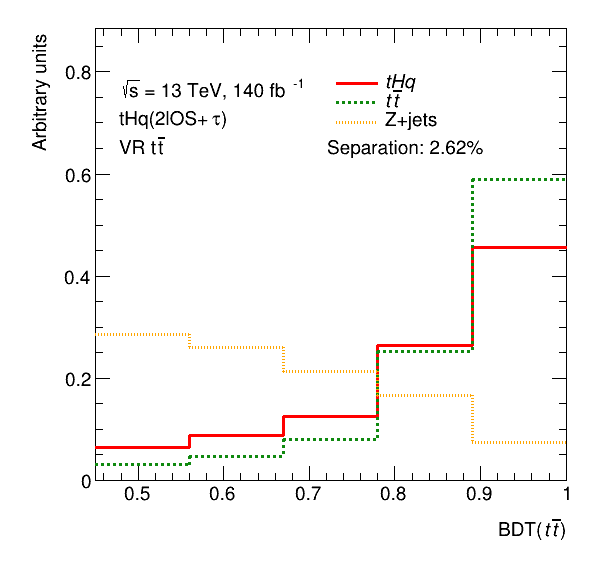 Arbitrary units
0.8
0.6
0.4
0.2
0
√s = 13 TeV, 140 fb⁻¹
tHq(2lOS+ τ)
VR tt̅
tHq
tt̅
Z+jets
Separation: 2.62%
0.5 0.6 0.7 0.8 0.9 1
BDT(tt̅)